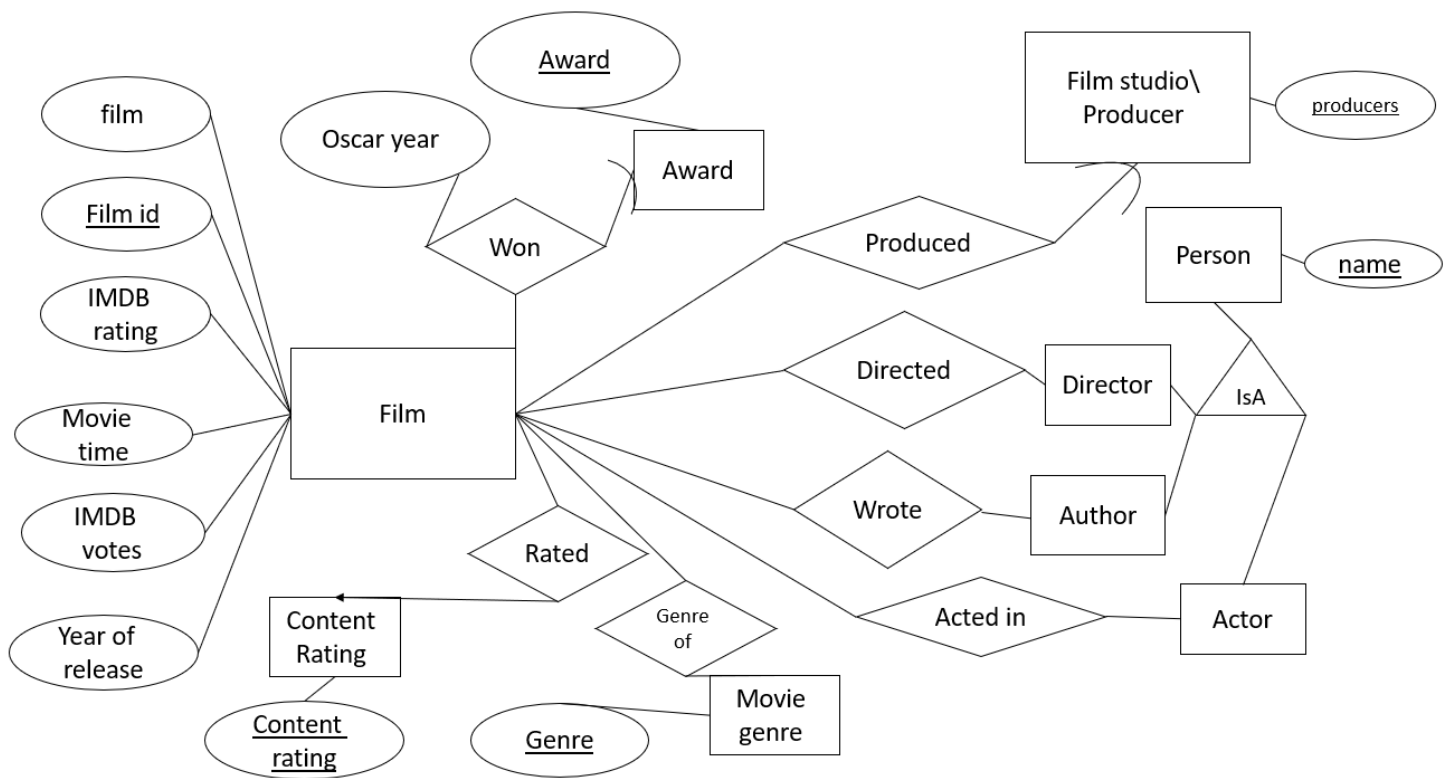 Award
Film studio\
Producer
producers
film
Oscar year
Award
Film id
Won
Produced
Person
name
IMDB
rating
Directed
Director
IsA
Film
Movie
time
Wrote
Author
IMDB
votes
Rated
Acted in
Actor
Content
Rating
Genre
of
Year of
release
Movie
genre
Content
rating
Genre